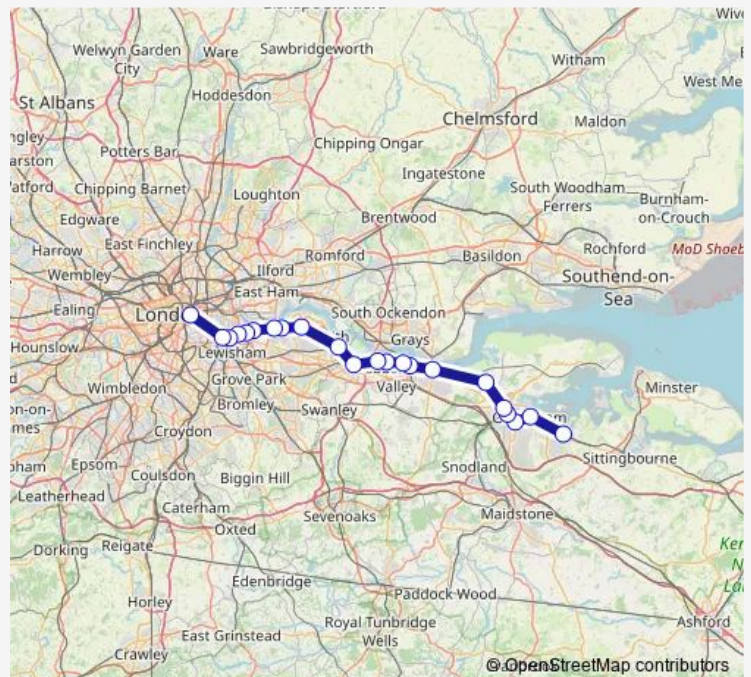 Welwyn Garden
City
Ware
Sawbridgeworth
Witham
West Me
St Albans
Hoddesdon
Chelmsford
Maldon
Potters Bar
Chipping Ongar
Ingatestone
Chipping Barnet
Loughton
South Woodham
Ferrers
Burnham-
on-Crouch
Edgware
Brentwood
East Finchley
Harrow
Romford
Basildon
Rochford
MoD Shoeb
Wembley
Ilford
Southend-on-
Sea
East Ham
Ealing
Lond
South Ockendon
Hounslow
Lewisham
Grays
Grove Park
Valley
Wimbledon
Minster
Bromley
Swanley
Croydon
Epsom
Snodland
Sittingbourne
Coulsdon
Biggin Hill
Leatherhead
Caterham
Sevenoaks
Maidstone
Oxted
Dorking
Reigate
Edenbridge
Paddock Wood
Horley
Royal Tunbridge
Wells
Ashford
East Grinstead
Crawley
© OpenStreetMap contributors